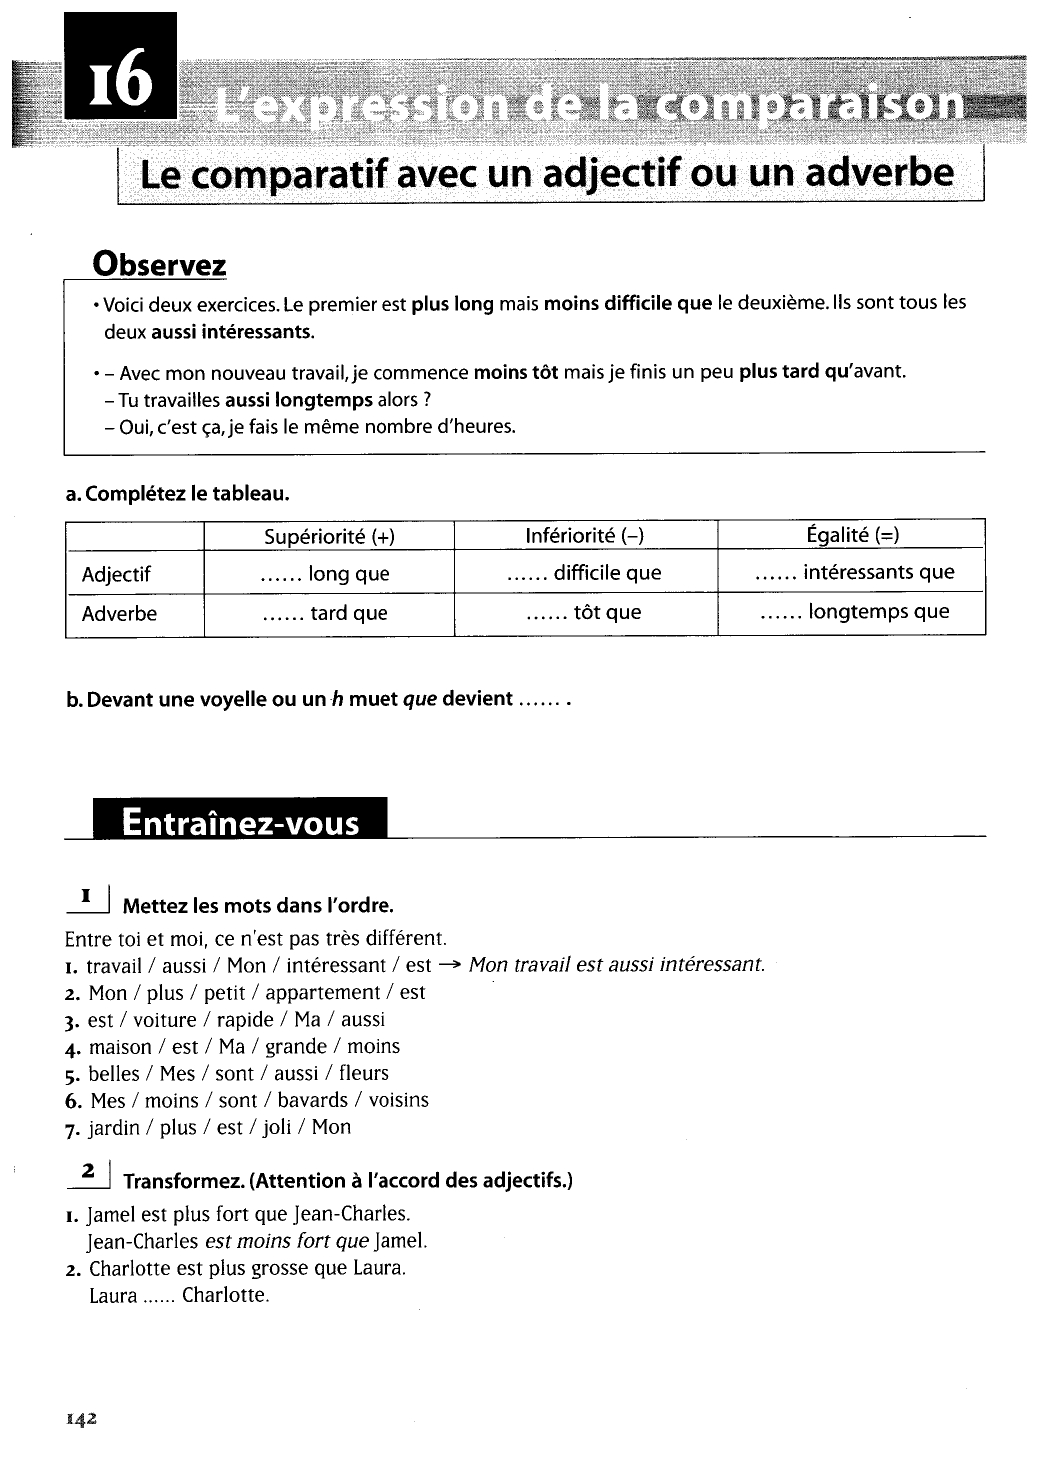 16
L'expression de la comparaison
Le comparatif avec un adjectif ou un adverbe
Observez
• Voici deux exercices. Le premier est plus long mais moins difficile que le deuxième. Ils sont tous les
deux aussi intéressants.
• – Avec mon nouveau travail, je commence moins tôt mais je finis un peu plus tard qu'avant.
– Tu travailles aussi longtemps alors ?
– Oui, c'est ça, je fais le même nombre d'heures.
a. Complétez le tableau.
Supériorité (+) Infériorité (–) Égalité (=)
Adjectif ...... long que ...... difficile que ...... intéressants que
Adverbe ...... tard que ...... tôt que ...... longtemps que
b. Devant une voyelle ou un h muet que devient ...... .
Entraînez-vous
1 Mettez les mots dans l'ordre.
Entre toi et moi, ce n'est pas très différent.
1. travail / aussi / Mon / intéressant / est → Mon travail est aussi intéressant.
2. Mon / plus / petit / appartement / est
3. est / voiture / rapide / Ma / aussi
4. maison / est / Ma / grande / moins
5. belles / Mes / sont / aussi / fleurs
6. Mes / moins / sont / bavards / voisins
7. jardin / plus / est / joli / Mon
2 Transformez. (Attention à l'accord des adjectifs.)
1. Jamel est plus fort que Jean-Charles.
Jean-Charles est moins fort que Jamel.
2. Charlotte est plus grosse que Laura.
Laura ...... Charlotte.
142